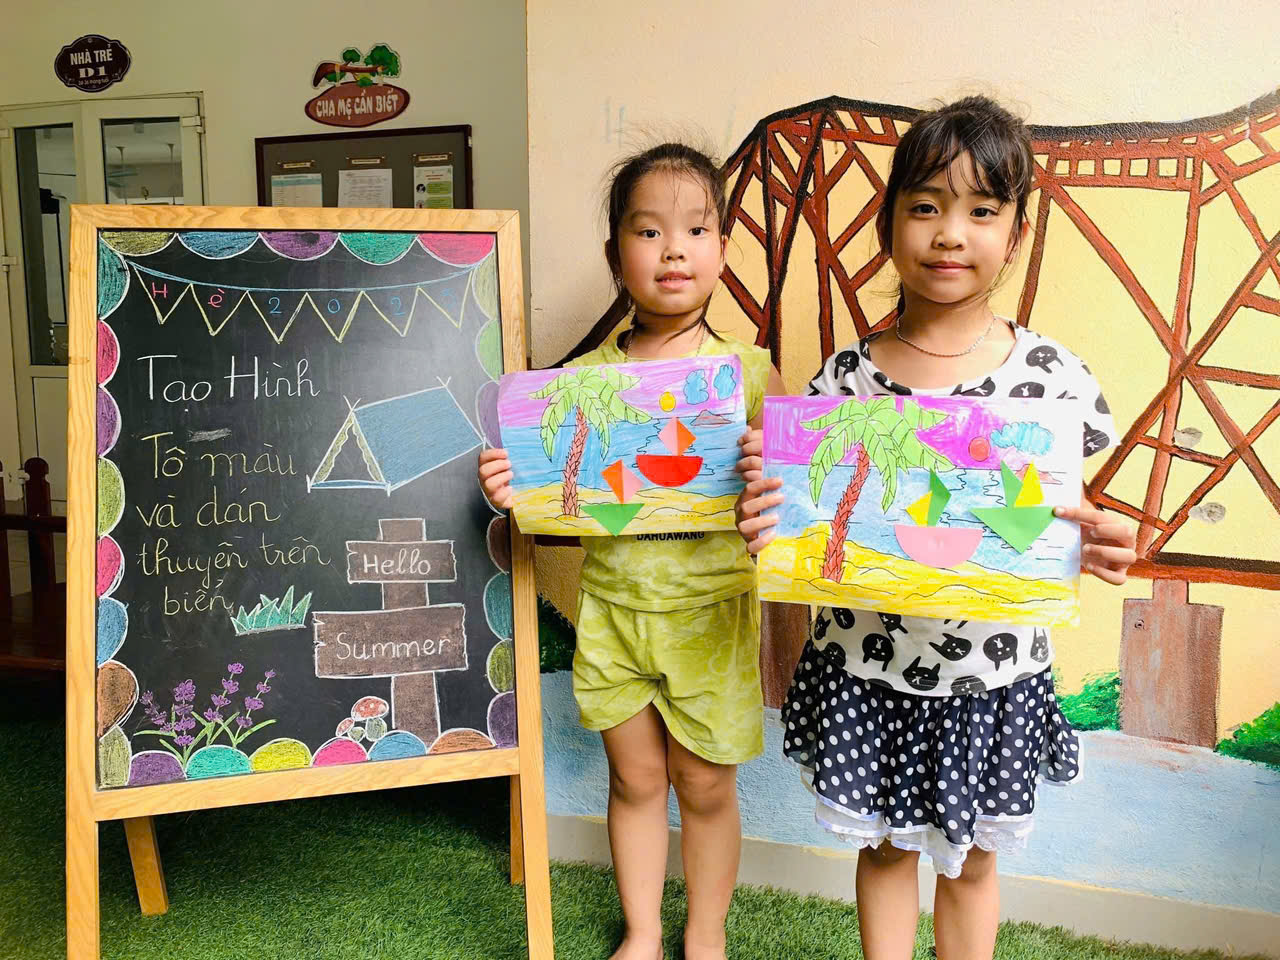 NHÀ TRẺ
D1
CHA MẸ CẦN BIẾT
Hè 2025
Tạo Hình
Tô màu
và dán
thuyền trên
biển
Hello
Summer
DAHUAWANG